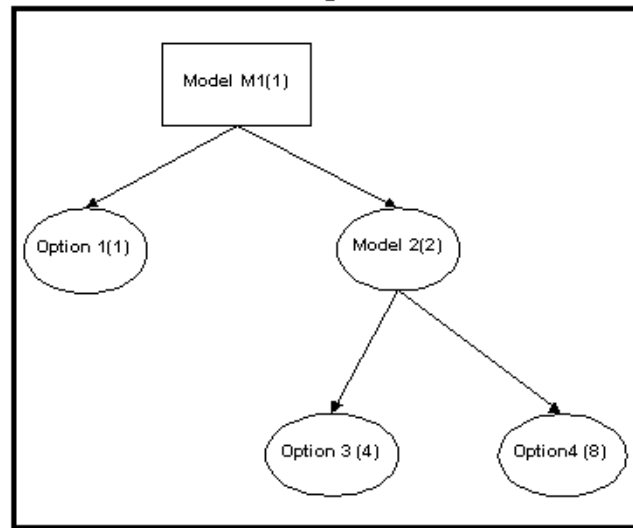 Model M1(1)
Option 1(1)
Model 2(2)
Option 3 (4)
Option4 (8)